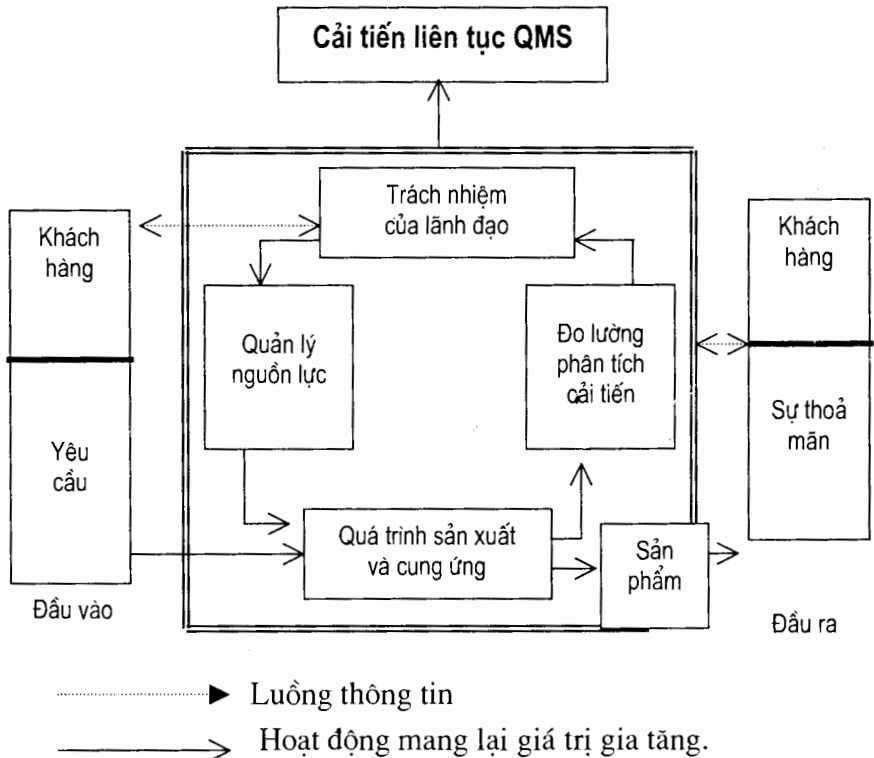 Cải tiến liên tục QMS
Trách nhiệm
của lãnh đạo
Khách
hàng
Khách
hàng
Quản lý
nguồn lực
Đo lường
phân tích
cải tiến
Yêu
cầu
Sự thoả
mãn
Quá trình sản xuất
và cung ứng
Sản
phẩm
Đầu vào
Đầu ra
Luồng thông tin
Hoạt động mang lại giá trị gia tăng.